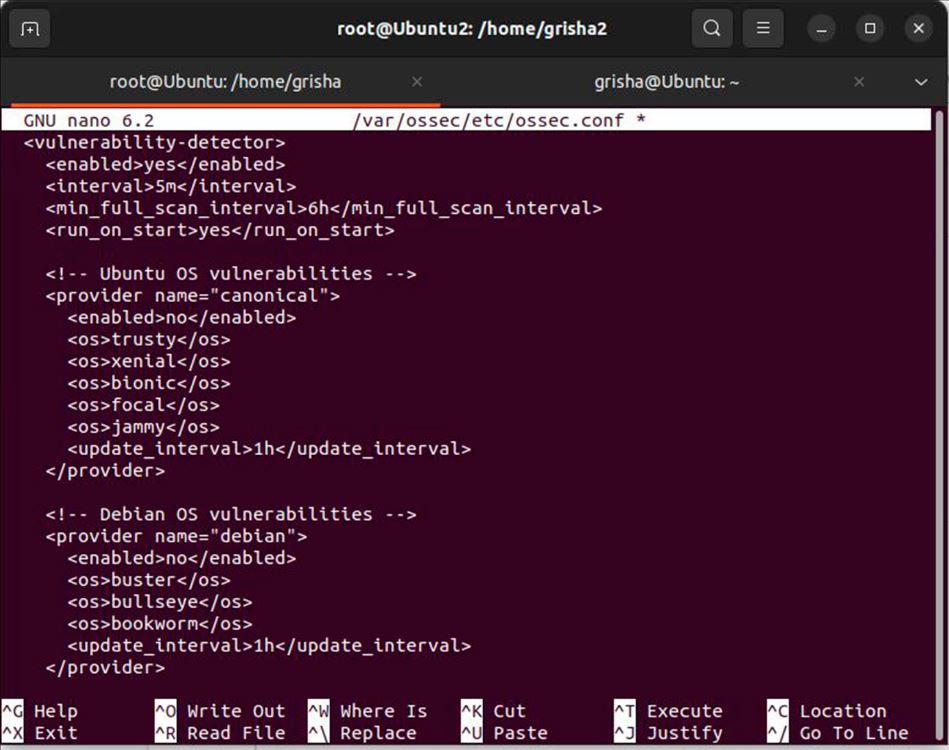 root@Ubuntu2: /home/grisha2
root@Ubuntu: /home/grisha
grisha@Ubuntu: ~
GNU nano 6.2 /var/ossec/etc/ossec.conf *
<vulnerability-detector>
<enabled>yes</enabled>
<interval>5m</interval>
<min_full_scan_interval>6h</min_full_scan_interval>
<run_on_start>yes</run_on_start>
<!-- Ubuntu OS vulnerabilities -->
<provider name="canonical">
<enabled>no</enabled>
<os>trusty</os>
<os>xenial</os>
<os>bionic</os>
<os>focal</os>
<os>jammy</os>
<update_interval>1h</update_interval>
</provider>
<!-- Debian OS vulnerabilities -->
<provider name="debian">
<enabled>no</enabled>
<os>buster</os>
<os>bullseye</os>
<os>bookworm</os>
<update_interval>1h</update_interval>
</provider>
^G Help ^O Write Out ^W Where Is ^K Cut ^T Execute ^C Location
^X Exit ^R Read File ^\ Replace ^U Paste ^J Justify ^/ Go To Line